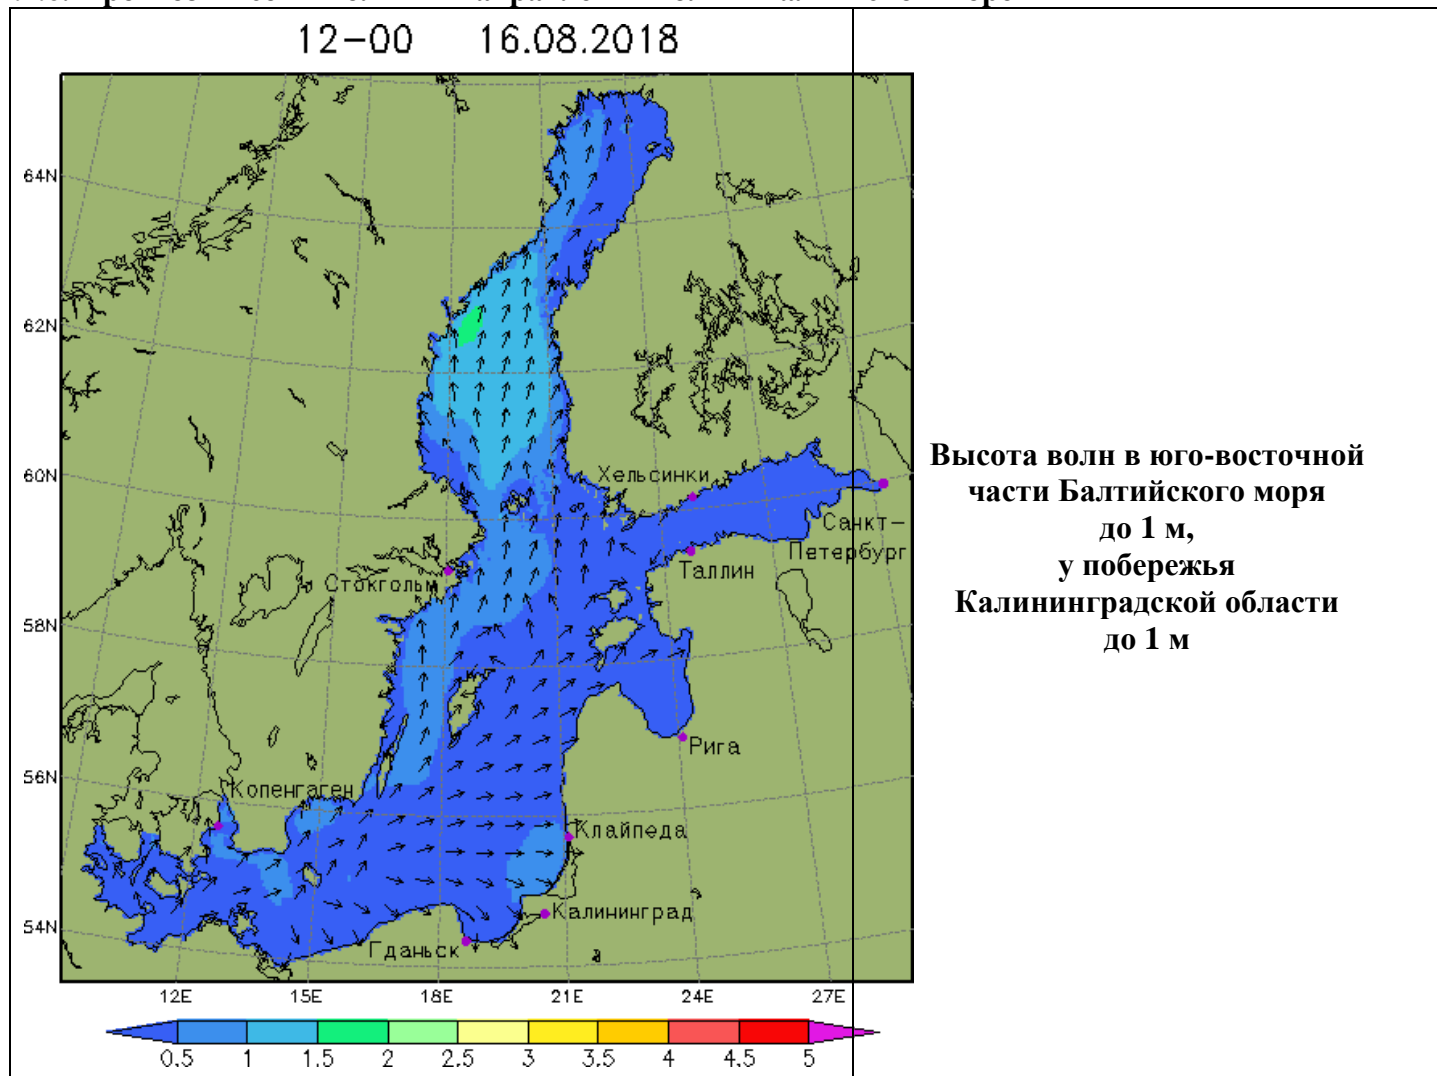 12-00 16.08.2018
64N
62N
60N
58N
56N
54N
Хельсинки
Санкт-
Петербург
Таллин
Стокгольм
Рига
Копенгаген
Клайпеда
Калининград
Гданьск
12E 15E 18E 21E 24E 27E
0.5 1 1.5 2 2.5 3 3.5 4 4.5 5
Высота волн в юго-восточной
части Балтийского моря
до 1 м,
у побережья
Калининградской области
до 1 м